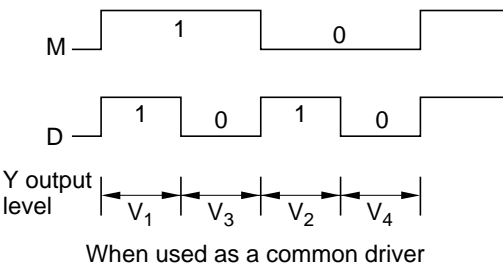 M 1 0
D 1 0 1 0
Y output
level V1 V3 V2 V4
When used as a common driver